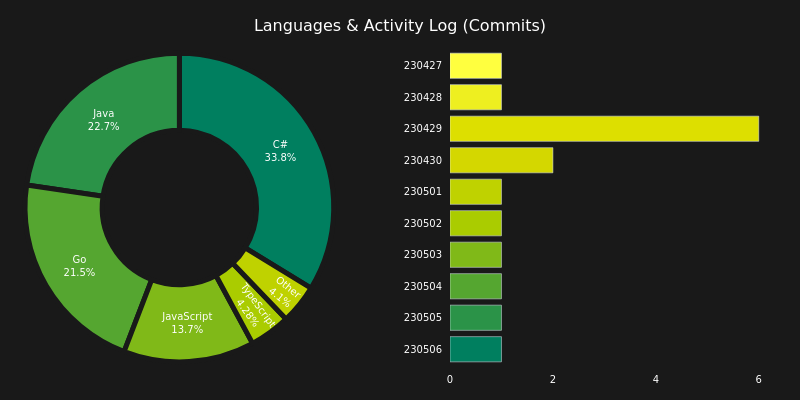 Languages & Activity Log (Commits)
Java
22.7%
C#
33.8%
Go
21.5%
JavaScript
13.7%
TypeScript
4.28%
Other
4.1%
230427
230428
230429
230430
230501
230502
230503
230504
230505
230506
0 2 4 6